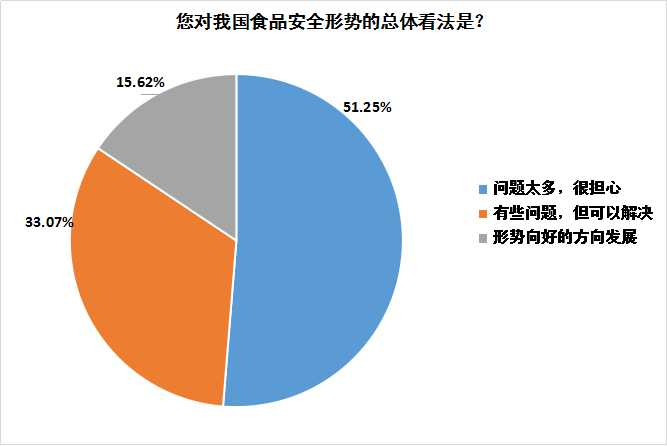 您对我国食品安全形势的总体看法是？
15.62%
51.25%
33.07%
问题太多，很担心
有些问题，但可以解决
形势向好的方向发展